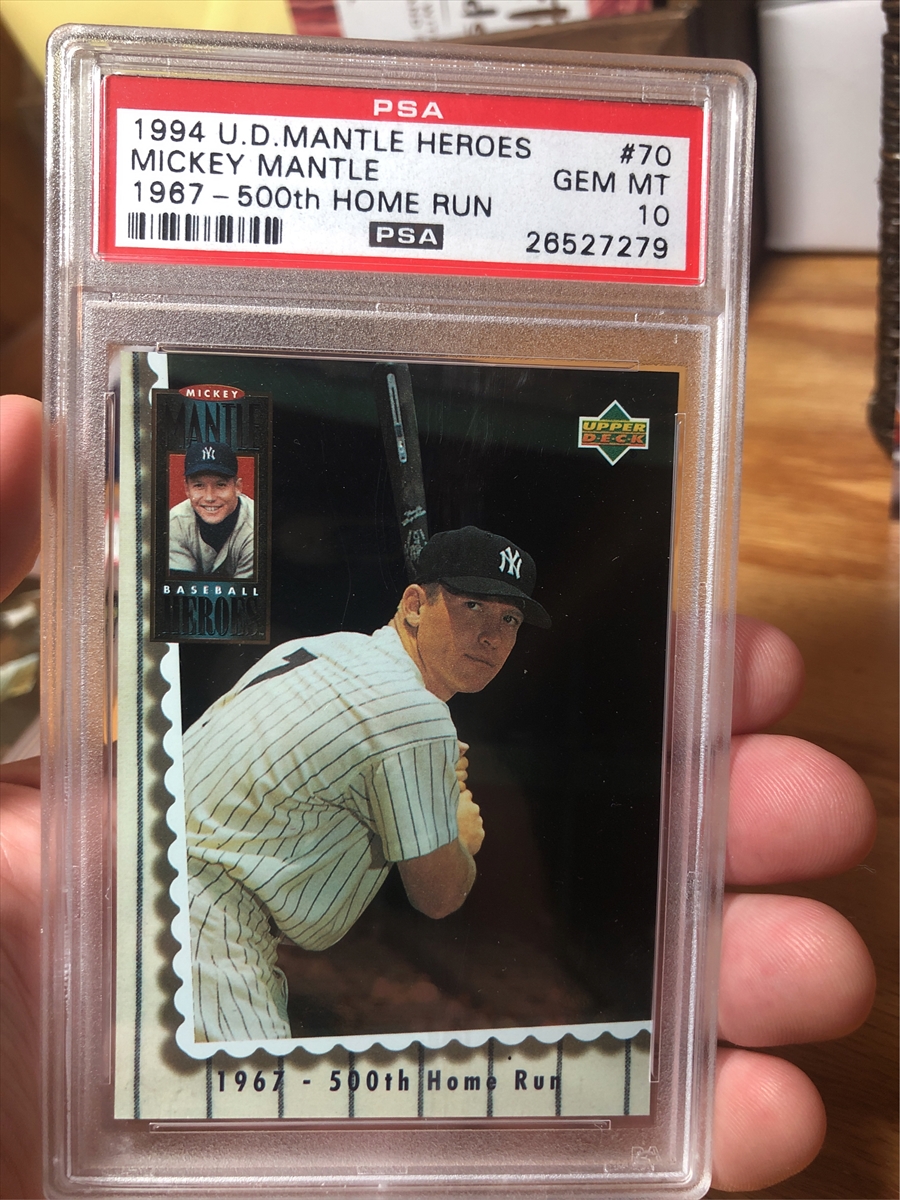 PSA
1994 U.D.MANTLE HEROES #70
MICKEY MANTLE GEM MT
1967 - 500th HOME RUN 10
PSA 26527279
MICKEY
MANTLE
NY
BASEBALL
HEROES
UPPER
D·E·C·K
NY
1967 - 500th Home Run